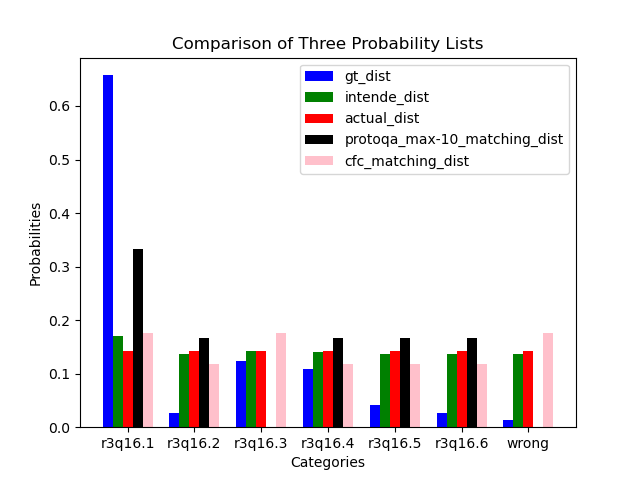 Comparison of Three Probability Lists
gt_dist
intende_dist
actual_dist
protoqa_max-10_matching_dist
cfc_matching_dist
Probabilities
0.6
0.5
0.4
0.3
0.2
0.1
0.0
r3q16.1 r3q16.2 r3q16.3 r3q16.4 r3q16.5 r3q16.6 wrong
Categories